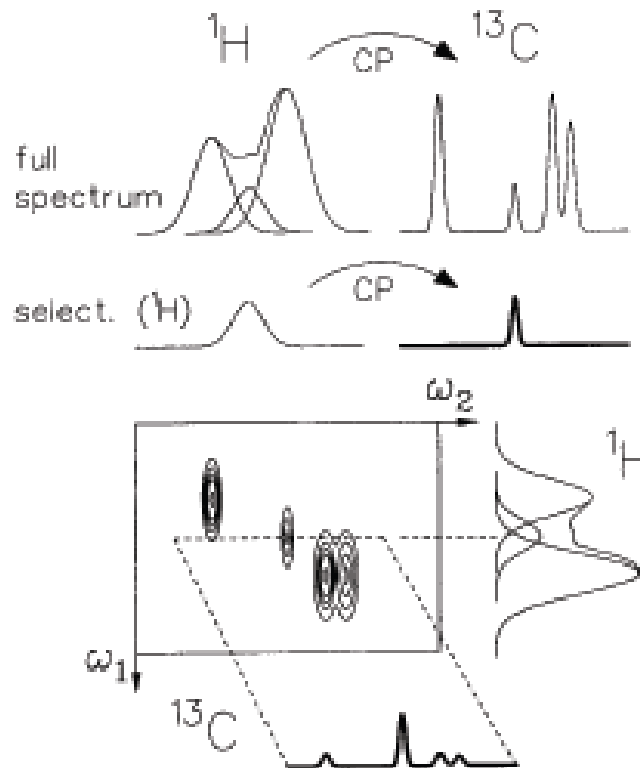 ¹H CP ¹³C
full
spectrum
CP
select. (¹H)
ω₂
¹H
ω₁
¹³C